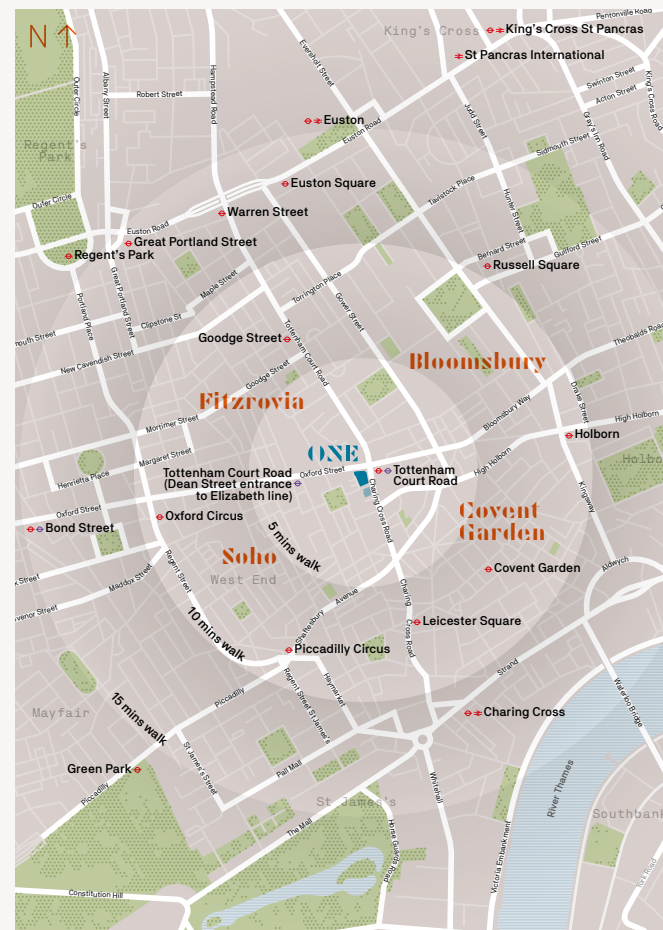 N ↑
King's Cross
King's Cross St Pancras
Pentonville Road
St Pancras International
Eversholt Street
Outer Circle
Albany Street
Hampstead Road
Robert Street
Swinton Street
Acton Street
King's Cross Road
Judd Street
Gray's Inn Road
Euston
Euston Road
Sidmouth Street
Regent's
Park
Euston Square
Tavistock Place
Hunter Street
Outer Circle
Warren Street
Euston Road
Great Portland Street
Regent's Park
Bernard Street
Guilford Street
Russell Square
Maple Street
Torrington Place
Gower Street
Portland Place
Great Portland Street
Clipstone St
mouth Street
Goodge Street
Tottenham Court Road
Theobalds Road
New Cavendish Street
Bloomsbury
Goodge Street
Drake Street
Fitzrovia
Bloomsbury Way
Mortimer Street
High Holborn
Holborn
ONE
Margaret Street
High Holborn
Holbo
Henrietta Place
Oxford Street
Tottenham
Court Road
Tottenham Court Road
(Dean Street entrance
to Elizabeth line)
Charing Cross Road
Kingsway
Oxford Street
Oxford Circus
Covent
Garden
Bond Street
5 mins walk
Soho
West End
Regent Street
Covent Garden
Aldwych
Maddox Street
x Street
venor Street
Charing
Cross Road
Shaftesbury
Avenue
10 mins walk
Leicester Square
Piccadilly Circus
Strand
Regent Street St James's
Haymarket
Piccadilly
Waterloo Bridge
Mayfair
15 mins walk
Charing Cross
St James's Street
Green Park
Pall Mall
Piccadilly
Whitehall
River Thames
St James's
The Mall
Southbank
Horse Guards Road
Victoria Embankment
York Road
Constitution Hill